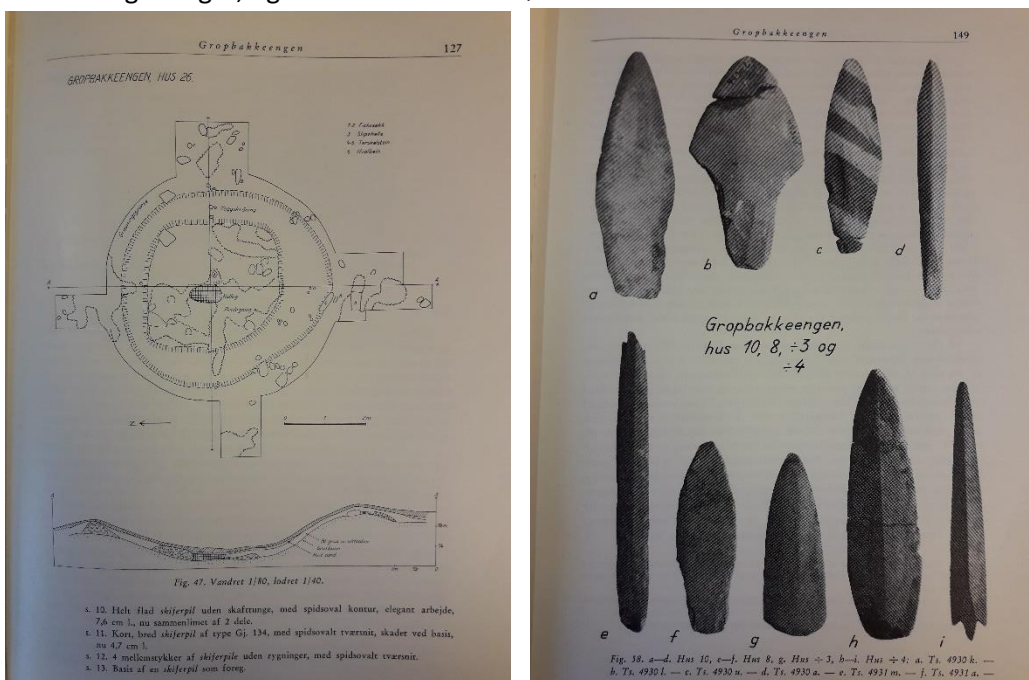 Gropbakkeengen 127
GROPBAKKEENGEN, HUS 26.
Fig. 47. Vandret 1/80, lodret 1/40.
s. 10. Helt flad skiferpil uden skafttunge, med spidsoval kontur, elegant arbejde,
7,6 cm l., nu sammenlimet af 2 dele.
s. 11. Kort, bred skiferpil af type Gj. 134, med spidsovalt tværsnit, skadet ved basis,
nu 4,7 cm l.
s. 12. 4 mellemstykker af skiferpile uden rygninger, med spidsovalt tværsnit.
s. 13. Basis af en skiferpil som foreg.
Gropbakkeengen 149
a
b
c
d
Gropbakkeengen,
hus 10, 8, ÷3 og
÷4
e
f
g
h
i
Fig. 58. a—d. Hus 10, e—f. Hus 8, g. Hus ÷ 3, h—i. Hus ÷ 4: a. Ts. 4930 k. —
b. Ts. 4930 l. — c. Ts. 4930 u. — d. Ts. 4930 a. — e. Ts. 4931 m. — f. Ts. 4931 a. —